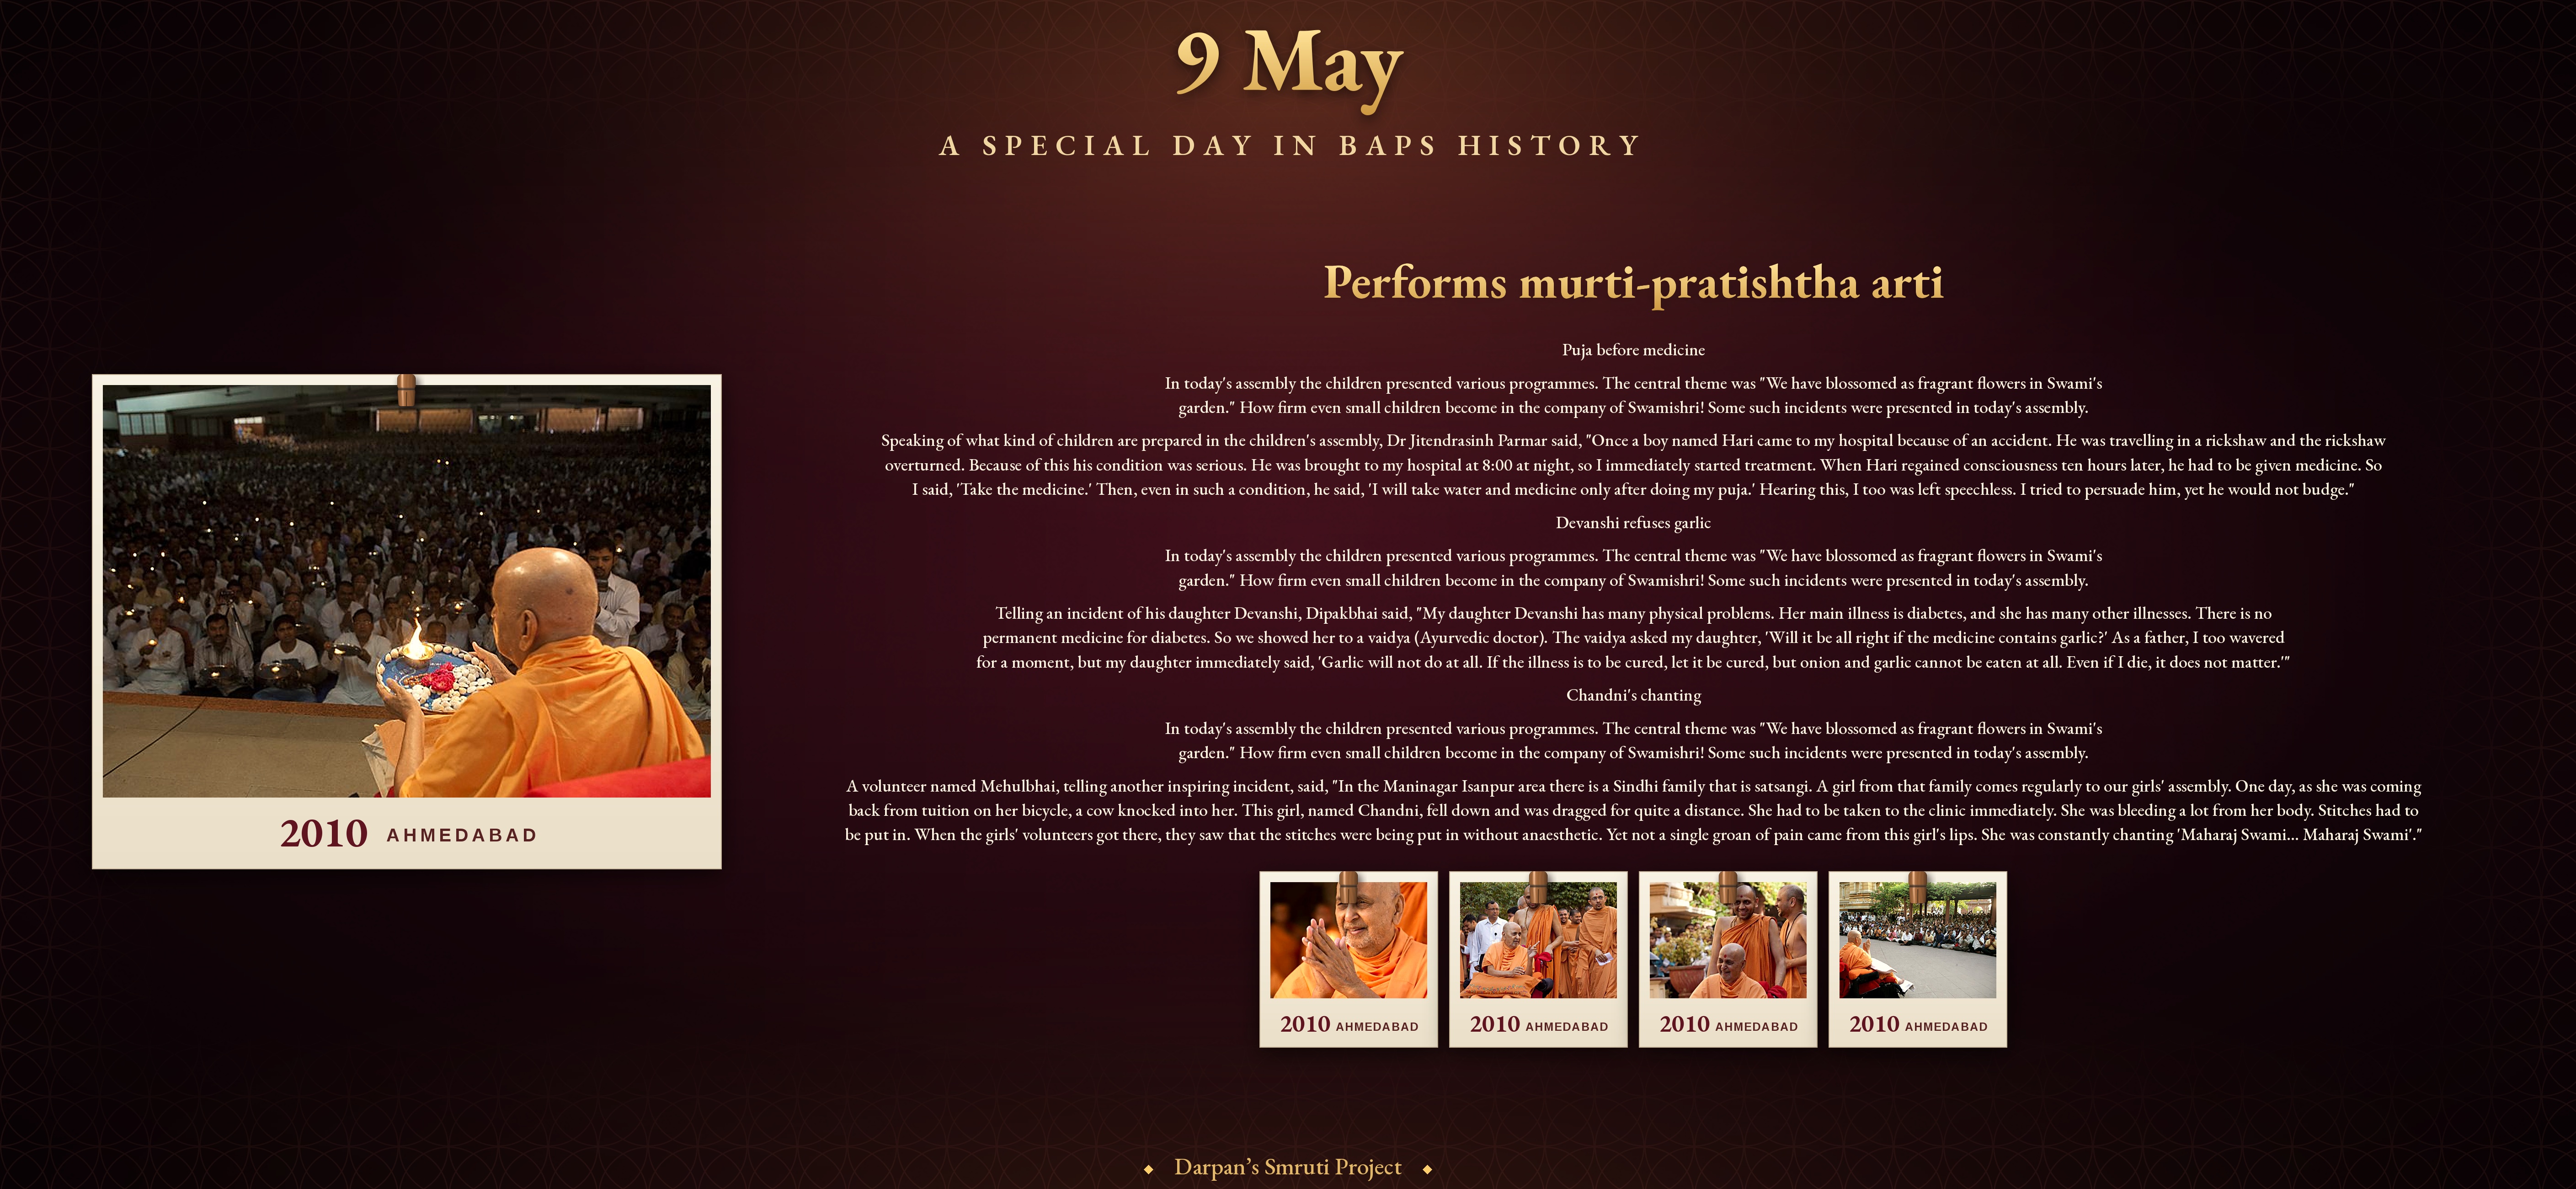 9 May
A SPECIAL DAY IN BAPS HISTORY
Performs murti-pratishtha arti
Puja before medicine
In today's assembly the children presented various programmes. The central theme was "We have blossomed as fragrant flowers in Swami's
garden." How firm even small children become in the company of Swamishri! Some such incidents were presented in today's assembly.
Speaking of what kind of children are prepared in the children's assembly, Dr Jitendrasinh Parmar said, "Once a boy named Hari came to my hospital because of an accident. He was travelling in a rickshaw and the rickshaw
overturned. Because of this his condition was serious. He was brought to my hospital at 8:00 at night, so I immediately started treatment. When Hari regained consciousness ten hours later, he had to be given medicine. So
I said, 'Take the medicine.' Then, even in such a condition, he said, 'I will take water and medicine only after doing my puja.' Hearing this, I too was left speechless. I tried to persuade him, yet he would not budge."
Devanshi refuses garlic
In today's assembly the children presented various programmes. The central theme was "We have blossomed as fragrant flowers in Swami's
garden." How firm even small children become in the company of Swamishri! Some such incidents were presented in today's assembly.
Telling an incident of his daughter Devanshi, Dipakbhai said, "My daughter Devanshi has many physical problems. Her main illness is diabetes, and she has many other illnesses. There is no
permanent medicine for diabetes. So we showed her to a vaidya (Ayurvedic doctor). The vaidya asked my daughter, 'Will it be all right if the medicine contains garlic?' As a father, I too wavered
for a moment, but my daughter immediately said, 'Garlic will not do at all. If the illness is to be cured, let it be cured, but onion and garlic cannot be eaten at all. Even if I die, it does not matter.'"
Chandni's chanting
In today's assembly the children presented various programmes. The central theme was "We have blossomed as fragrant flowers in Swami's
garden." How firm even small children become in the company of Swamishri! Some such incidents were presented in today's assembly.
A volunteer named Mehulbhai, telling another inspiring incident, said, "In the Maninagar Isanpur area there is a Sindhi family that is satsangi. A girl from that family comes regularly to our girls' assembly. One day, as she was coming
back from tuition on her bicycle, a cow knocked into her. This girl, named Chandni, fell down and was dragged for quite a distance. She had to be taken to the clinic immediately. She was bleeding a lot from her body. Stitches had to
be put in. When the girls' volunteers got there, they saw that the stitches were being put in without anaesthetic. Yet not a single groan of pain came from this girl's lips. She was constantly chanting 'Maharaj Swami... Maharaj Swami'."
2010 AHMEDABAD
2010 AHMEDABAD
2010 AHMEDABAD
2010 AHMEDABAD
2010 AHMEDABAD
Darpan’s Smruti Project